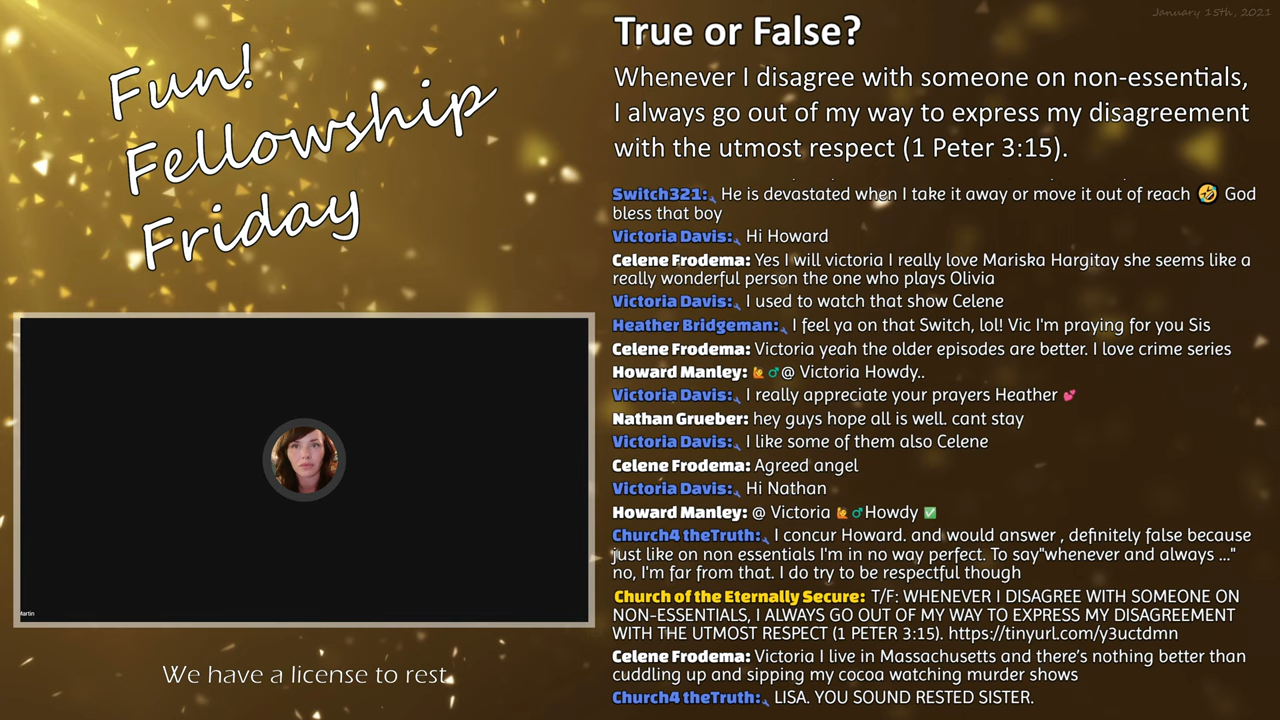 January 15th, 2021
Fun!
Fellowship
Friday
True or False?
Whenever I disagree with someone on non-essentials,
I always go out of my way to express my disagreement
with the utmost respect (1 Peter 3:15).
Switch321: He is devastated when I take it away or move it out of reach 🤣 God
bless that boy
Victoria Davis: Hi Howard
Celene Frodema: Yes I will victoria I really love Mariska Hargitay she seems like a
really wonderful person the one who plays Olivia
Victoria Davis: I used to watch that show Celene
Heather Bridgeman: I feel ya on that Switch, lol! Vic I'm praying for you Sis
Celene Frodema: Victoria yeah the older episodes are better. I love crime series
Howard Manley: 🙋♂@ Victoria Howdy..
Victoria Davis: I really appreciate your prayers Heather 💕
Nathan Grueber: hey guys hope all is well. cant stay
Victoria Davis: I like some of them also Celene
Celene Frodema: Agreed angel
Victoria Davis: Hi Nathan
Howard Manley: @ Victoria 🙋♂Howdy ✅
Church4 theTruth: I concur Howard. and would answer , definitely false because
just like on non essentials I'm in no way perfect. To say"whenever and always ..."
no, I'm far from that. I do try to be respectful though
Church of the Eternally Secure: T/F: WHENEVER I DISAGREE WITH SOMEONE ON
NON-ESSENTIALS, I ALWAYS GO OUT OF MY WAY TO EXPRESS MY DISAGREEMENT
WITH THE UTMOST RESPECT (1 PETER 3:15). https://tinyurl.com/y3uctdmn
Celene Frodema: Victoria I live in Massachusetts and there's nothing better than
cuddling up and sipping my cocoa watching murder shows
Church4 theTruth: LISA. YOU SOUND RESTED SISTER.
Martin
We have a license to rest.